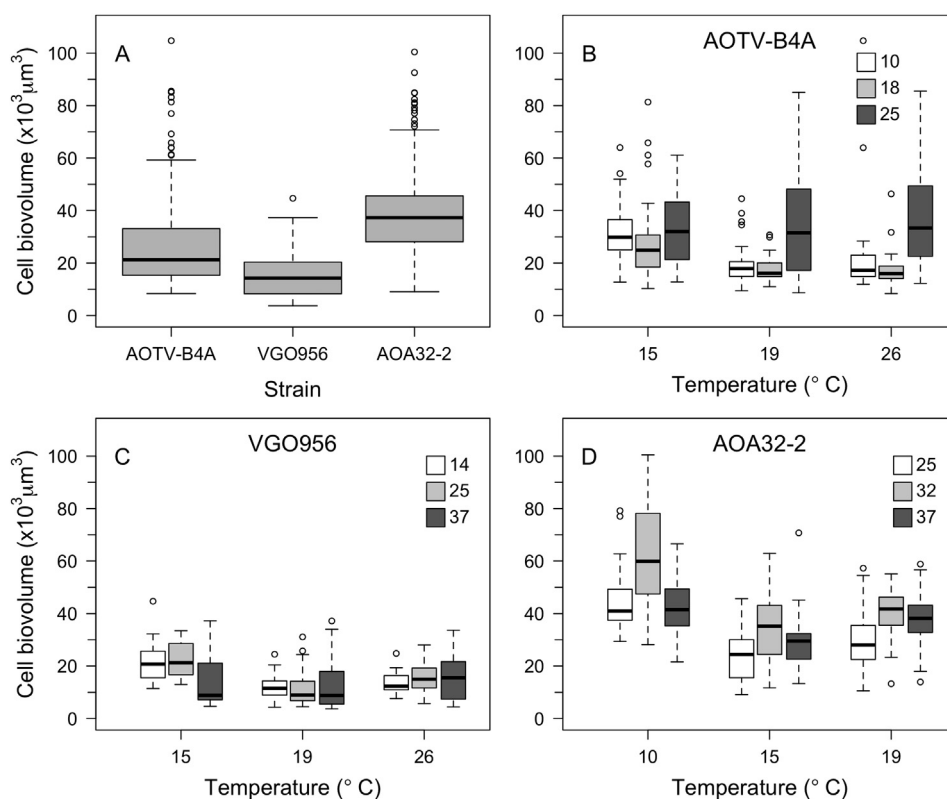 A
100
80
60
40
20
0
Cell biovolume (x10³µm³)
AOTV-B4A VGO956 AOA32-2
Strain
B
AOTV-B4A
10
18
25
100
80
60
40
20
0
15 19 26
Temperature (° C)
C
VGO956
14
25
37
100
80
60
40
20
0
Cell biovolume (x10³µm³)
15 19 26
Temperature (° C)
D
AOA32-2
25
32
37
100
80
60
40
20
0
10 15 19
Temperature (° C)